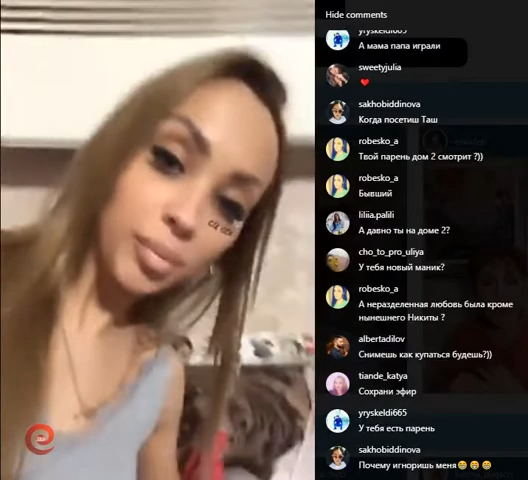 Hide comments
yryskeldi665
А мама папа играли
sweetyjulia
❤
sakhobiddinova
Когда посетиш Таш
robesko_a
Твой парень дом 2 смотрит ?))
robesko_a
Бывший
liliia.palili
А давно ты на доме 2?
cho_to_pro_uliya
У тебя новый маник?
robesko_a
А неразделенная любовь была кроме
нынешнего Никиты ?
albertadilov
Снимешь как купаться будешь?))
tiande_katya
Сохрани эфир
yryskeldi665
У тебя есть парень
sakhobiddinova
Почему игноришь меня😊😊😊